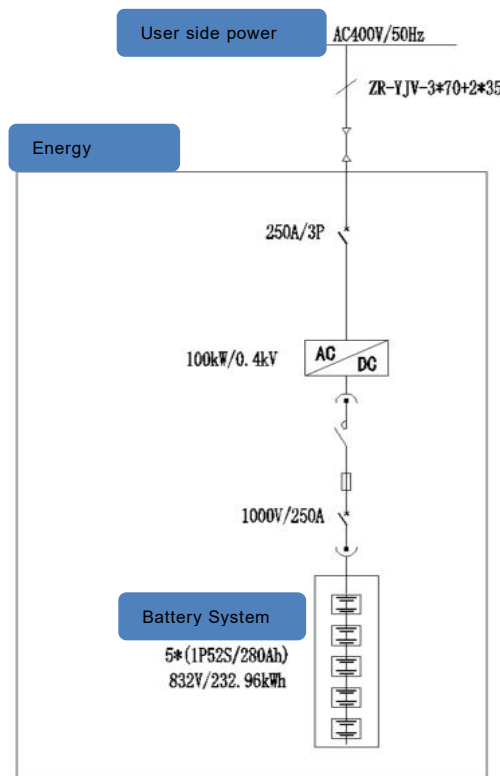 User side power
AC400V/50Hz
ZR-YJV-3*70+2*35
Energy
250A/3P
100kW/0.4kV
AC
DC
1000V/250A
Battery System
5*(1P52S/280Ah)
832V/232.96kWh